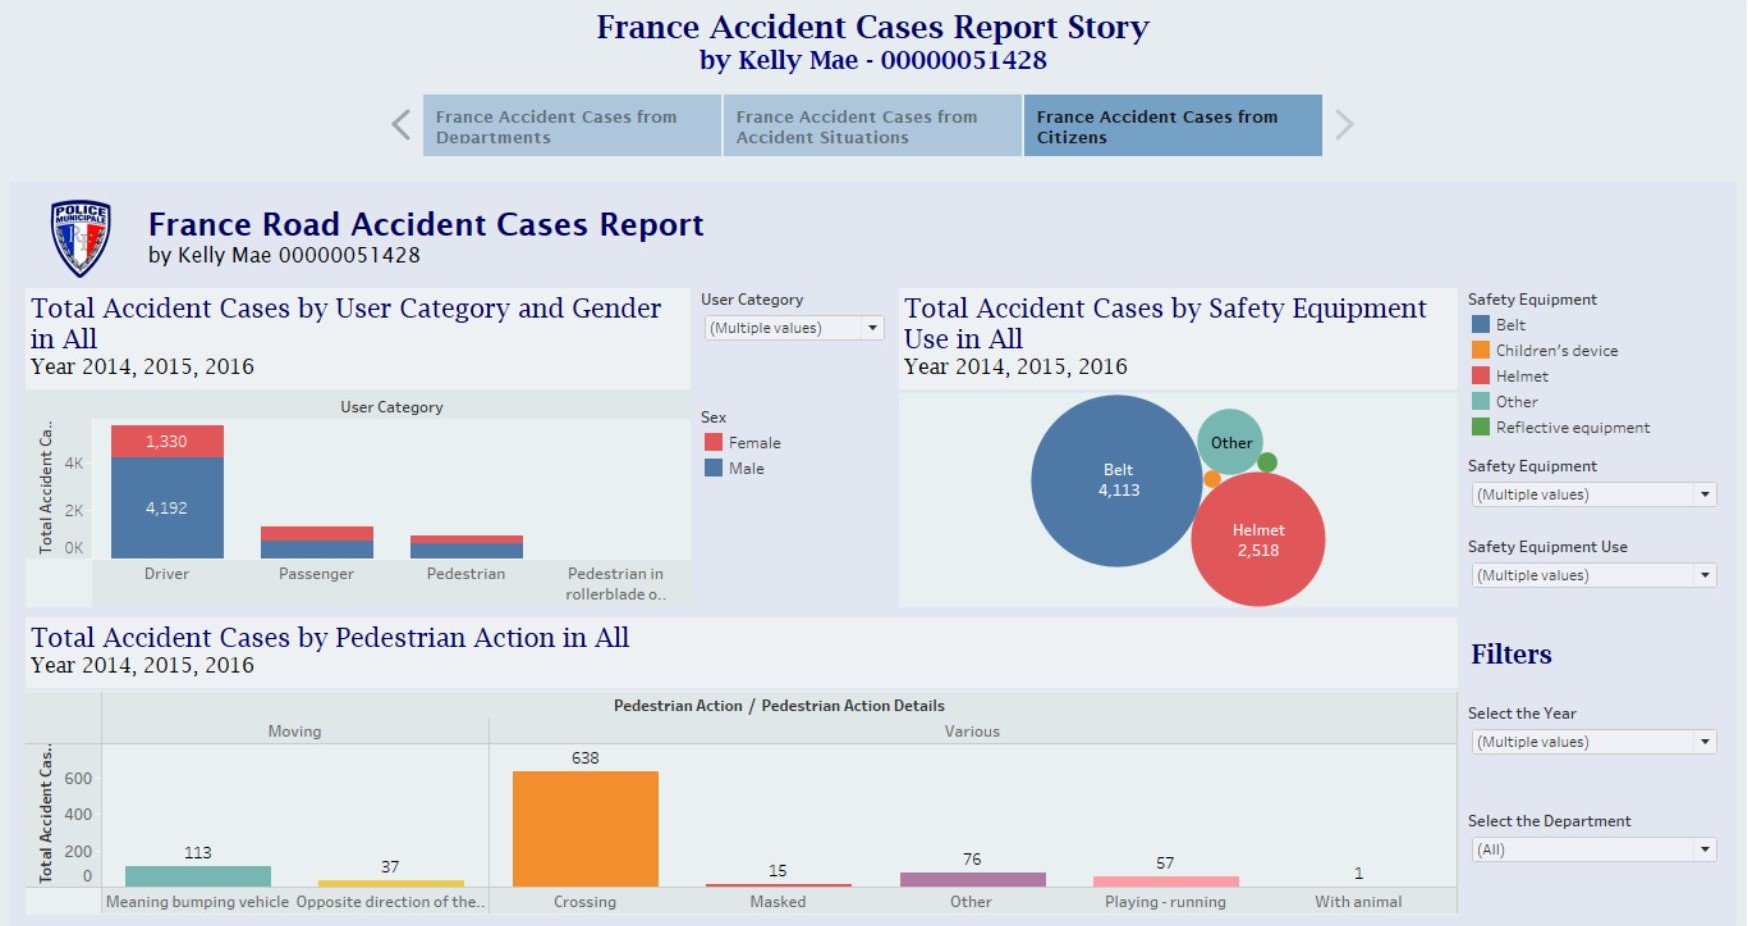 France Accident Cases Report Story
by Kelly Mae - 00000051428
France Accident Cases from
Departments
France Accident Cases from
Accident Situations
France Accident Cases from
Citizens
POLICE
MUNICIPALE
RF
France Road Accident Cases Report
by Kelly Mae 00000051428
Total Accident Cases by User Category and Gender
in All
Year 2014, 2015, 2016
User Category
(Multiple values)
Sex
Female
Male
User Category
Total Accident Ca..
4K
2K
0K
1,330
4,192
Driver
Passenger
Pedestrian
Pedestrian in
rollerblade o..
Total Accident Cases by Safety Equipment
Use in All
Year 2014, 2015, 2016
Belt
4,113
Other
Helmet
2,518
Safety Equipment
Belt
Children's device
Helmet
Other
Reflective equipment
Safety Equipment
(Multiple values)
Safety Equipment Use
(Multiple values)
Total Accident Cases by Pedestrian Action in All
Year 2014, 2015, 2016
Pedestrian Action / Pedestrian Action Details
Moving
Various
Total Accident Cas..
600
400
200
0
113
37
638
15
76
57
1
Meaning bumping vehicle
Opposite direction of the..
Crossing
Masked
Other
Playing - running
With animal
Filters
Select the Year
(Multiple values)
Select the Department
(All)